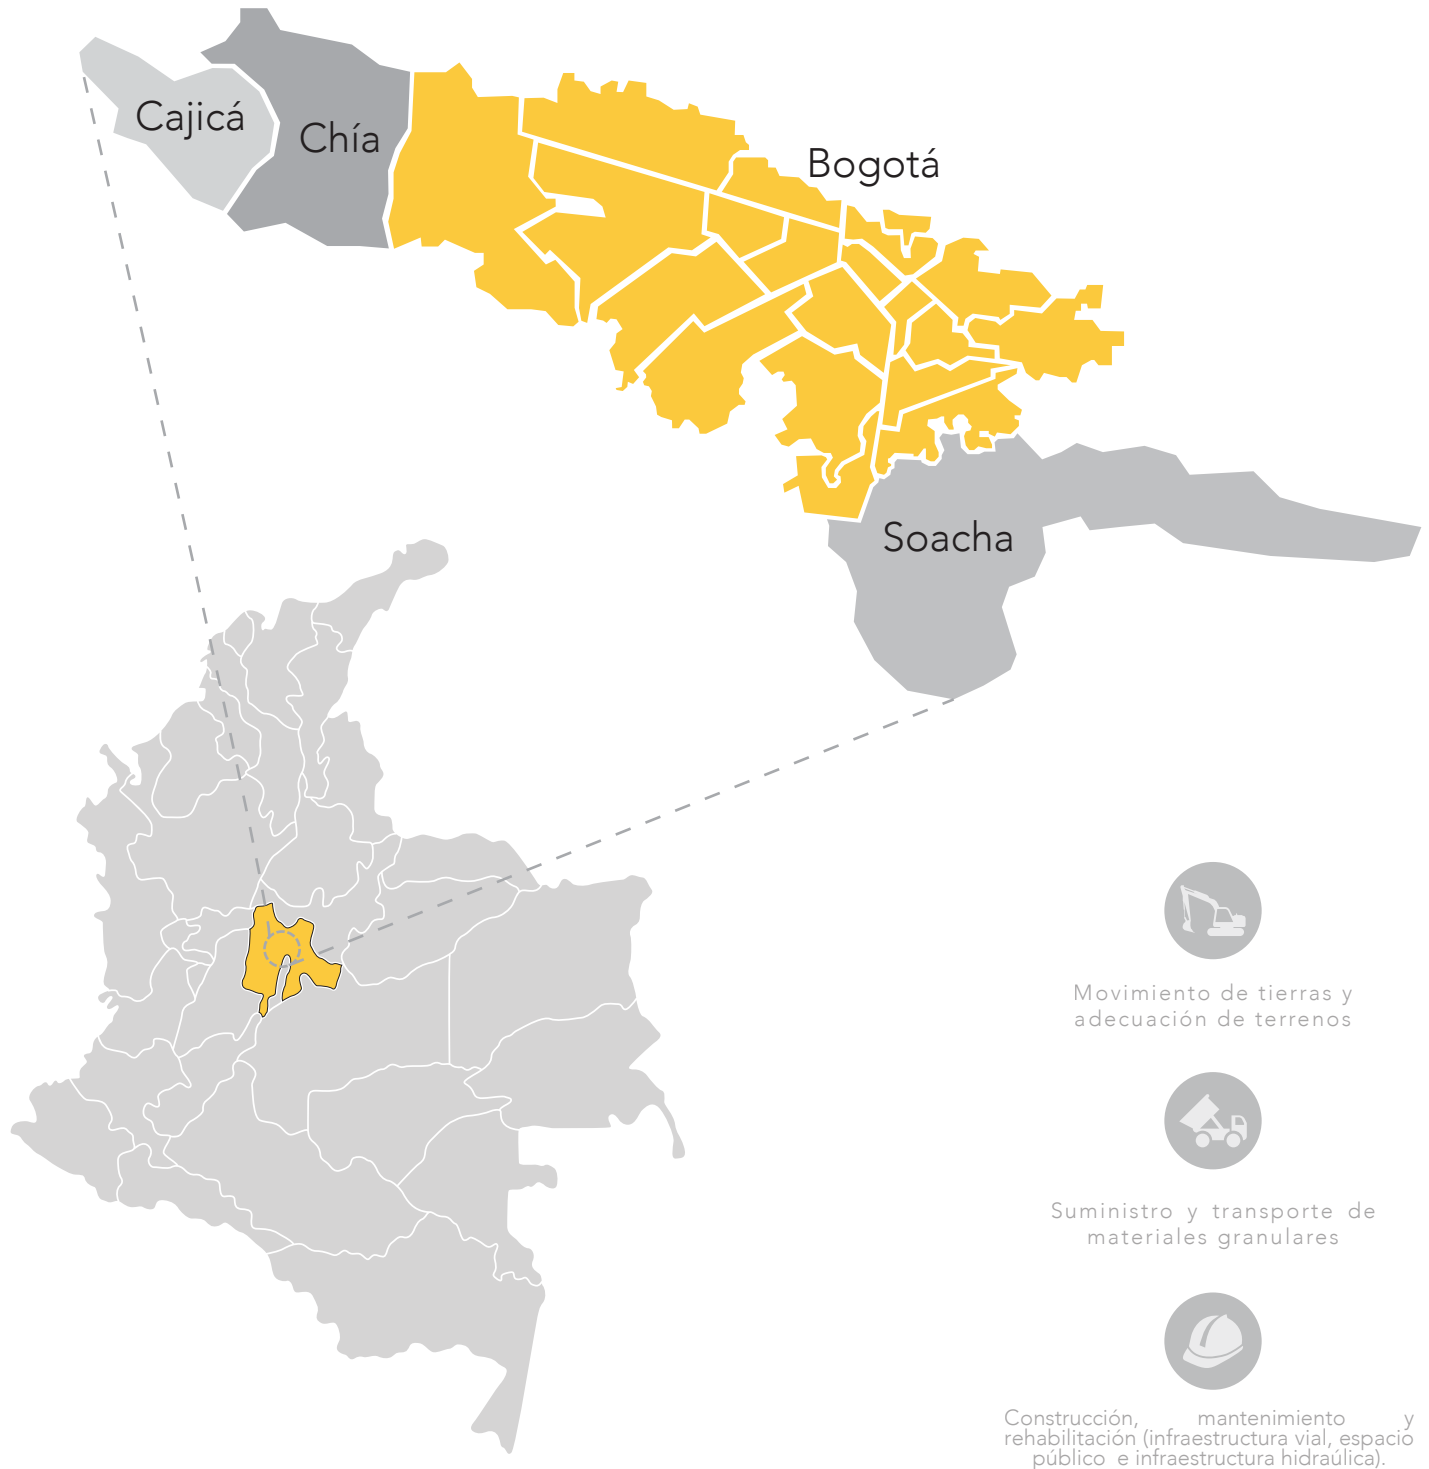 Cajicá
Chía
Bogotá
Soacha
Movimiento de tierras y
adecuación de terrenos
Suministro y transporte de
materiales granulares
Construcción, mantenimiento y
rehabilitación (infraestructura vial, espacio
público e infraestructura hidraúlica).